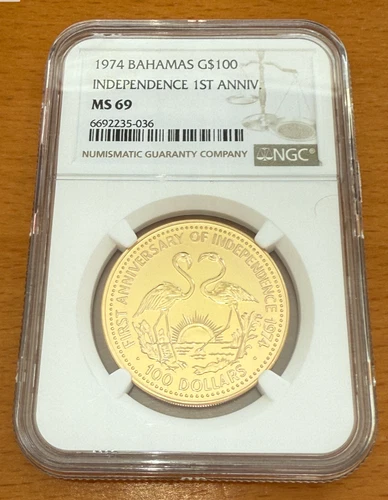 1974 BAHAMAS G$100
INDEPENDENCE 1ST ANNIV.
MS 69
6692235-036
NUMISMATIC GUARANTY COMPANY
NGC
FIRST ANNIVERSARY OF INDEPENDENCE 1974
100 DOLLARS